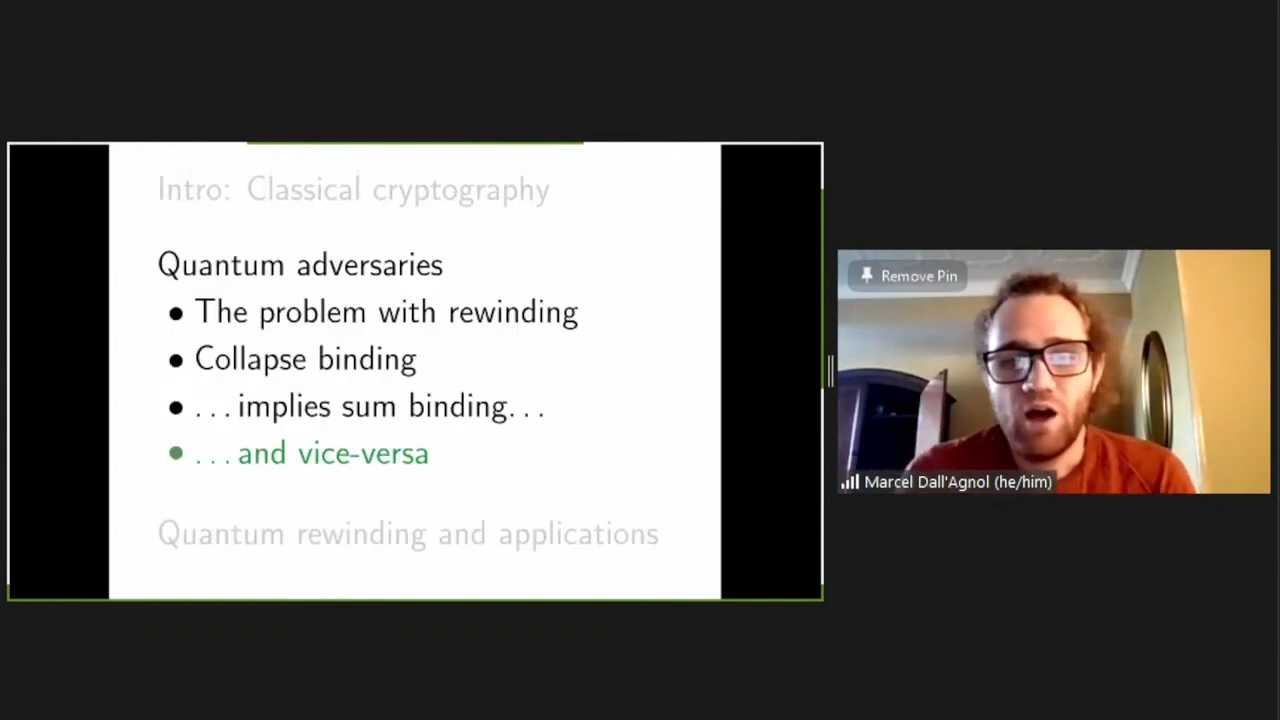 Intro: Classical cryptography
Quantum adversaries
• The problem with rewinding
• Collapse binding
• ...implies sum binding...
• ...and vice-versa
Quantum rewinding and applications
Remove Pin
Marcel Dall'Agnol (he/him)